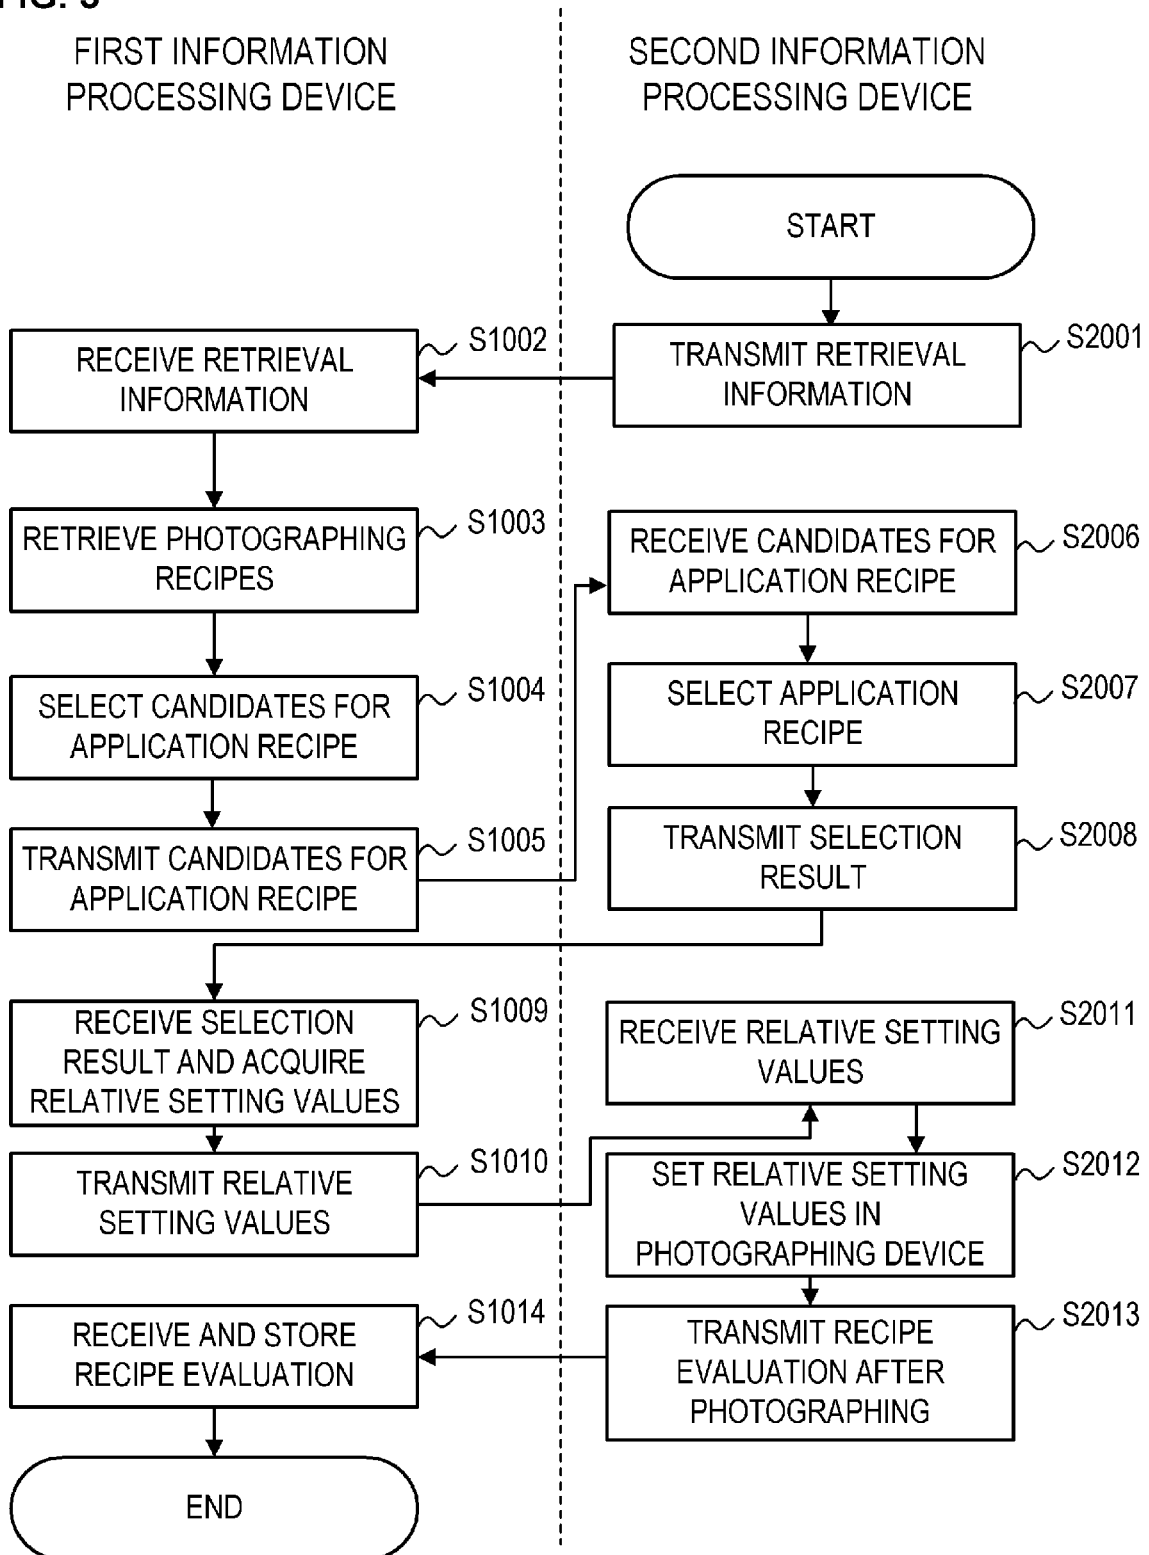 FIRST INFORMATION
PROCESSING DEVICE
SECOND INFORMATION
PROCESSING DEVICE
START
RECEIVE RETRIEVAL
INFORMATION
S1002
TRANSMIT RETRIEVAL
INFORMATION
S2001
RETRIEVE PHOTOGRAPHING
RECIPES
S1003
RECEIVE CANDIDATES FOR
APPLICATION RECIPE
S2006
SELECT CANDIDATES FOR
APPLICATION RECIPE
S1004
SELECT APPLICATION
RECIPE
S2007
TRANSMIT CANDIDATES FOR
APPLICATION RECIPE
S1005
TRANSMIT SELECTION
RESULT
S2008
RECEIVE SELECTION
RESULT AND ACQUIRE
RELATIVE SETTING VALUES
S1009
RECEIVE RELATIVE SETTING
VALUES
S2011
TRANSMIT RELATIVE
SETTING VALUES
S1010
SET RELATIVE SETTING
VALUES IN
PHOTOGRAPHING DEVICE
S2012
RECEIVE AND STORE
RECIPE EVALUATION
S1014
TRANSMIT RECIPE
EVALUATION AFTER
PHOTOGRAPHING
S2013
END